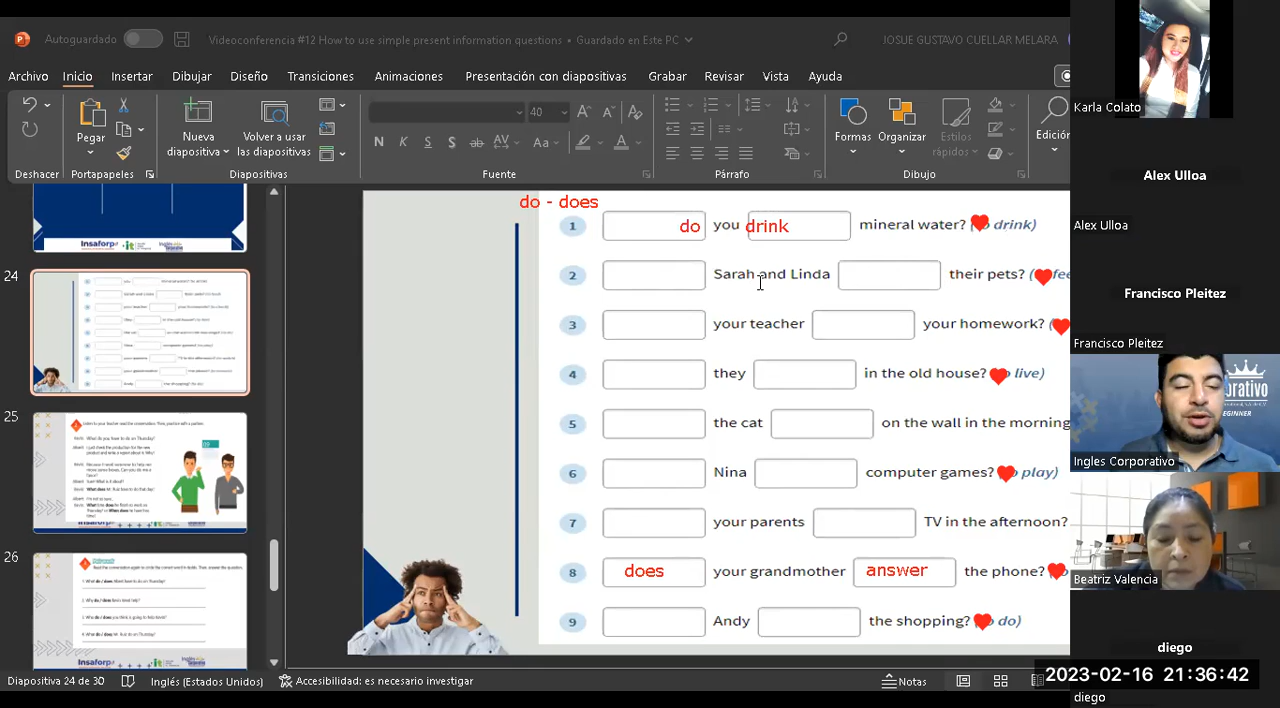 Autoguardado
Videoconferencia #12 How to use simple present information questions • Guardado en Este PC
JOSUE GUSTAVO CUELLAR MELARA
Archivo Inicio Insertar Dibujar Diseño Transiciones Animaciones Presentación con diapositivas Grabar Revisar Vista Ayuda
Pegar
Nueva diapositiva
Volver a usar las diapositivas
40
N K S S ab AV Aa A
Formas Organizar Estilos rápidos Edición
Deshacer Portapapeles Diapositivas Fuente Párrafo Dibujo
do - does
1 do you drink mineral water? drink)
2 Sarah and Linda their pets? (
3 your teacher your homework? (
4 they in the old house? live)
5 the cat on the wall in the morning
6 Nina computer games? play)
7 your parents TV in the afternoon?
8 does your grandmother answer the phone?
9 Andy the shopping? do)
24
25
26
Insaforp
Karla Colato
Alex Ulloa
Alex Ulloa
Francisco Pleitez
Francisco Pleitez
orativo
Ingles Corporativo
Beatriz Valencia
diego
diego
2023-02-16 21:36:42
Diapositiva 24 de 30 Inglés (Estados Unidos) Accesibilidad: es necesario investigar Notas